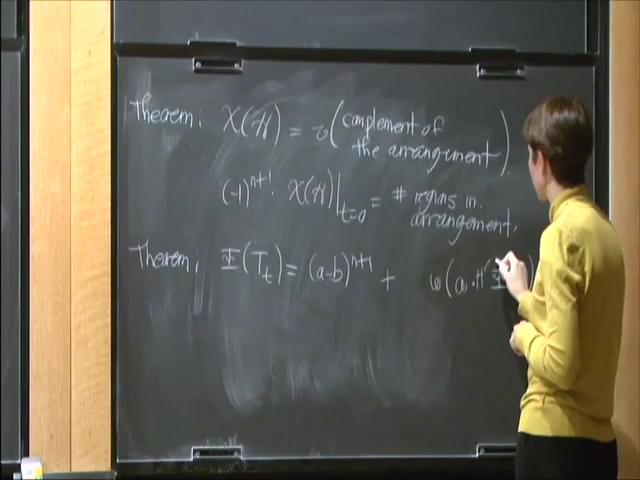 Theorem: χ(ℋ) = v(complement of
the arrangement).
(-1)^{n+1} · χ(ℋ)|_{t=0} = # regions in
arrangement.
Theorem: Ψ(T_t) = (a-b)^{n+1} + ω(a · H Ψ